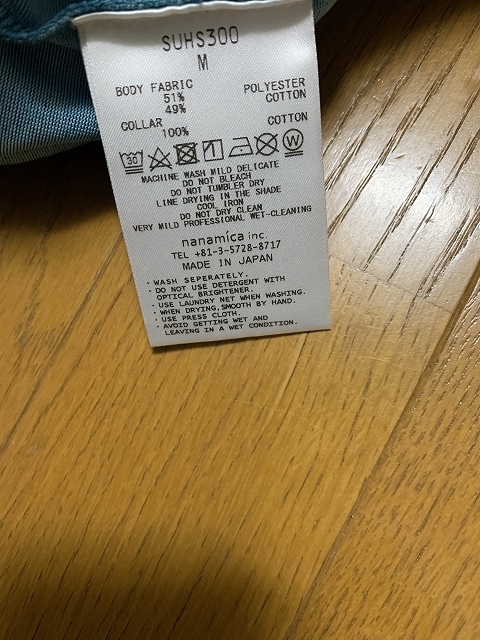 SUHS300
M
BODY FABRIC
51% POLYESTER
49% COTTON
COLLAR
100% COTTON
30 W
MACHINE WASH MILD DELICATE
DO NOT BLEACH
DO NOT TUMBLER DRY
LINE DRYING IN THE SHADE
COOL IRON
DO NOT DRY CLEAN
VERY MILD PROFESSIONAL WET-CLEANING
nanamica inc.
TEL +81-3-5728-8717
MADE IN JAPAN
・WASH SEPERATELY.
・DO NOT USE DETERGENT WITH
OPTICAL BRIGHTENER.
・USE LAUNDRY NET WHEN WASHING.
・WHEN DRYING,SMOOTH BY HAND.
・USE PRESS CLOTH.
・AVOID GETTING WET AND
LEAVING IN A WET CONDITION.